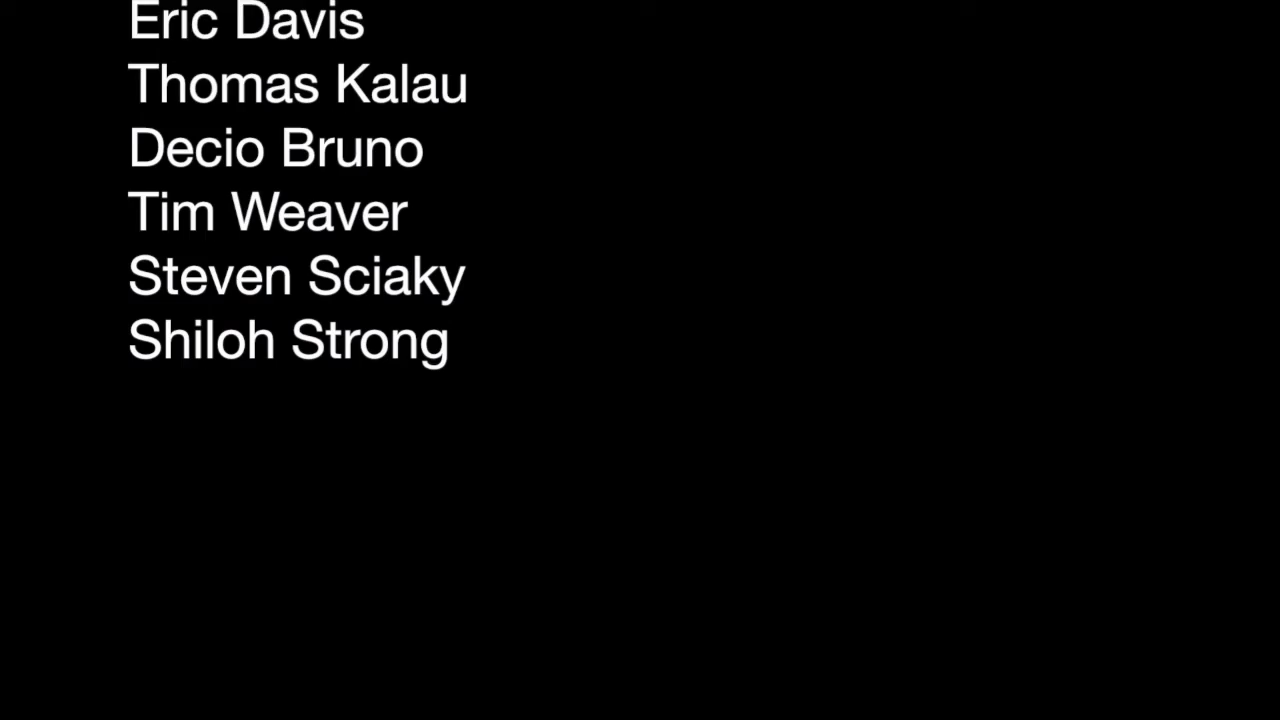 Eric Davis
Thomas Kalau
Decio Bruno
Tim Weaver
Steven Sciaky
Shiloh Strong